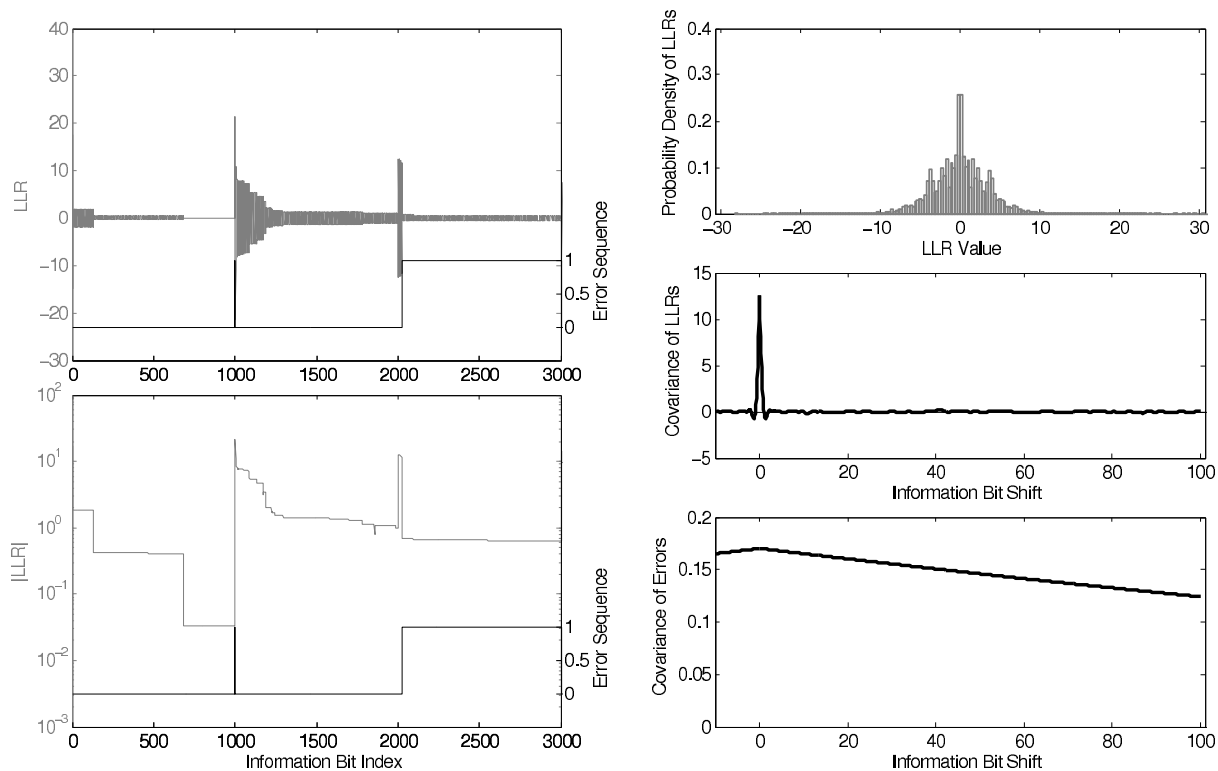 40
30
20
10
0
−10
−20
−30
LLR
1
0.5
0
Error Sequence
0 500 1000 1500 2000 2500 3000
10^2
10^1
10^0
10^-1
10^-2
10^-3
|LLR|
1
0.5
0
Error Sequence
0 500 1000 1500 2000 2500 3000
Information Bit Index
0.4
0.3
0.2
0.1
0
Probability Density of LLRs
−30 −20 −10 0 10 20 30
LLR Value
15
10
5
0
−5
Covariance of LLRs
0 20 40 60 80 100
Information Bit Shift
0.2
0.15
0.1
0.05
0
Covariance of Errors
0 20 40 60 80 100
Information Bit Shift